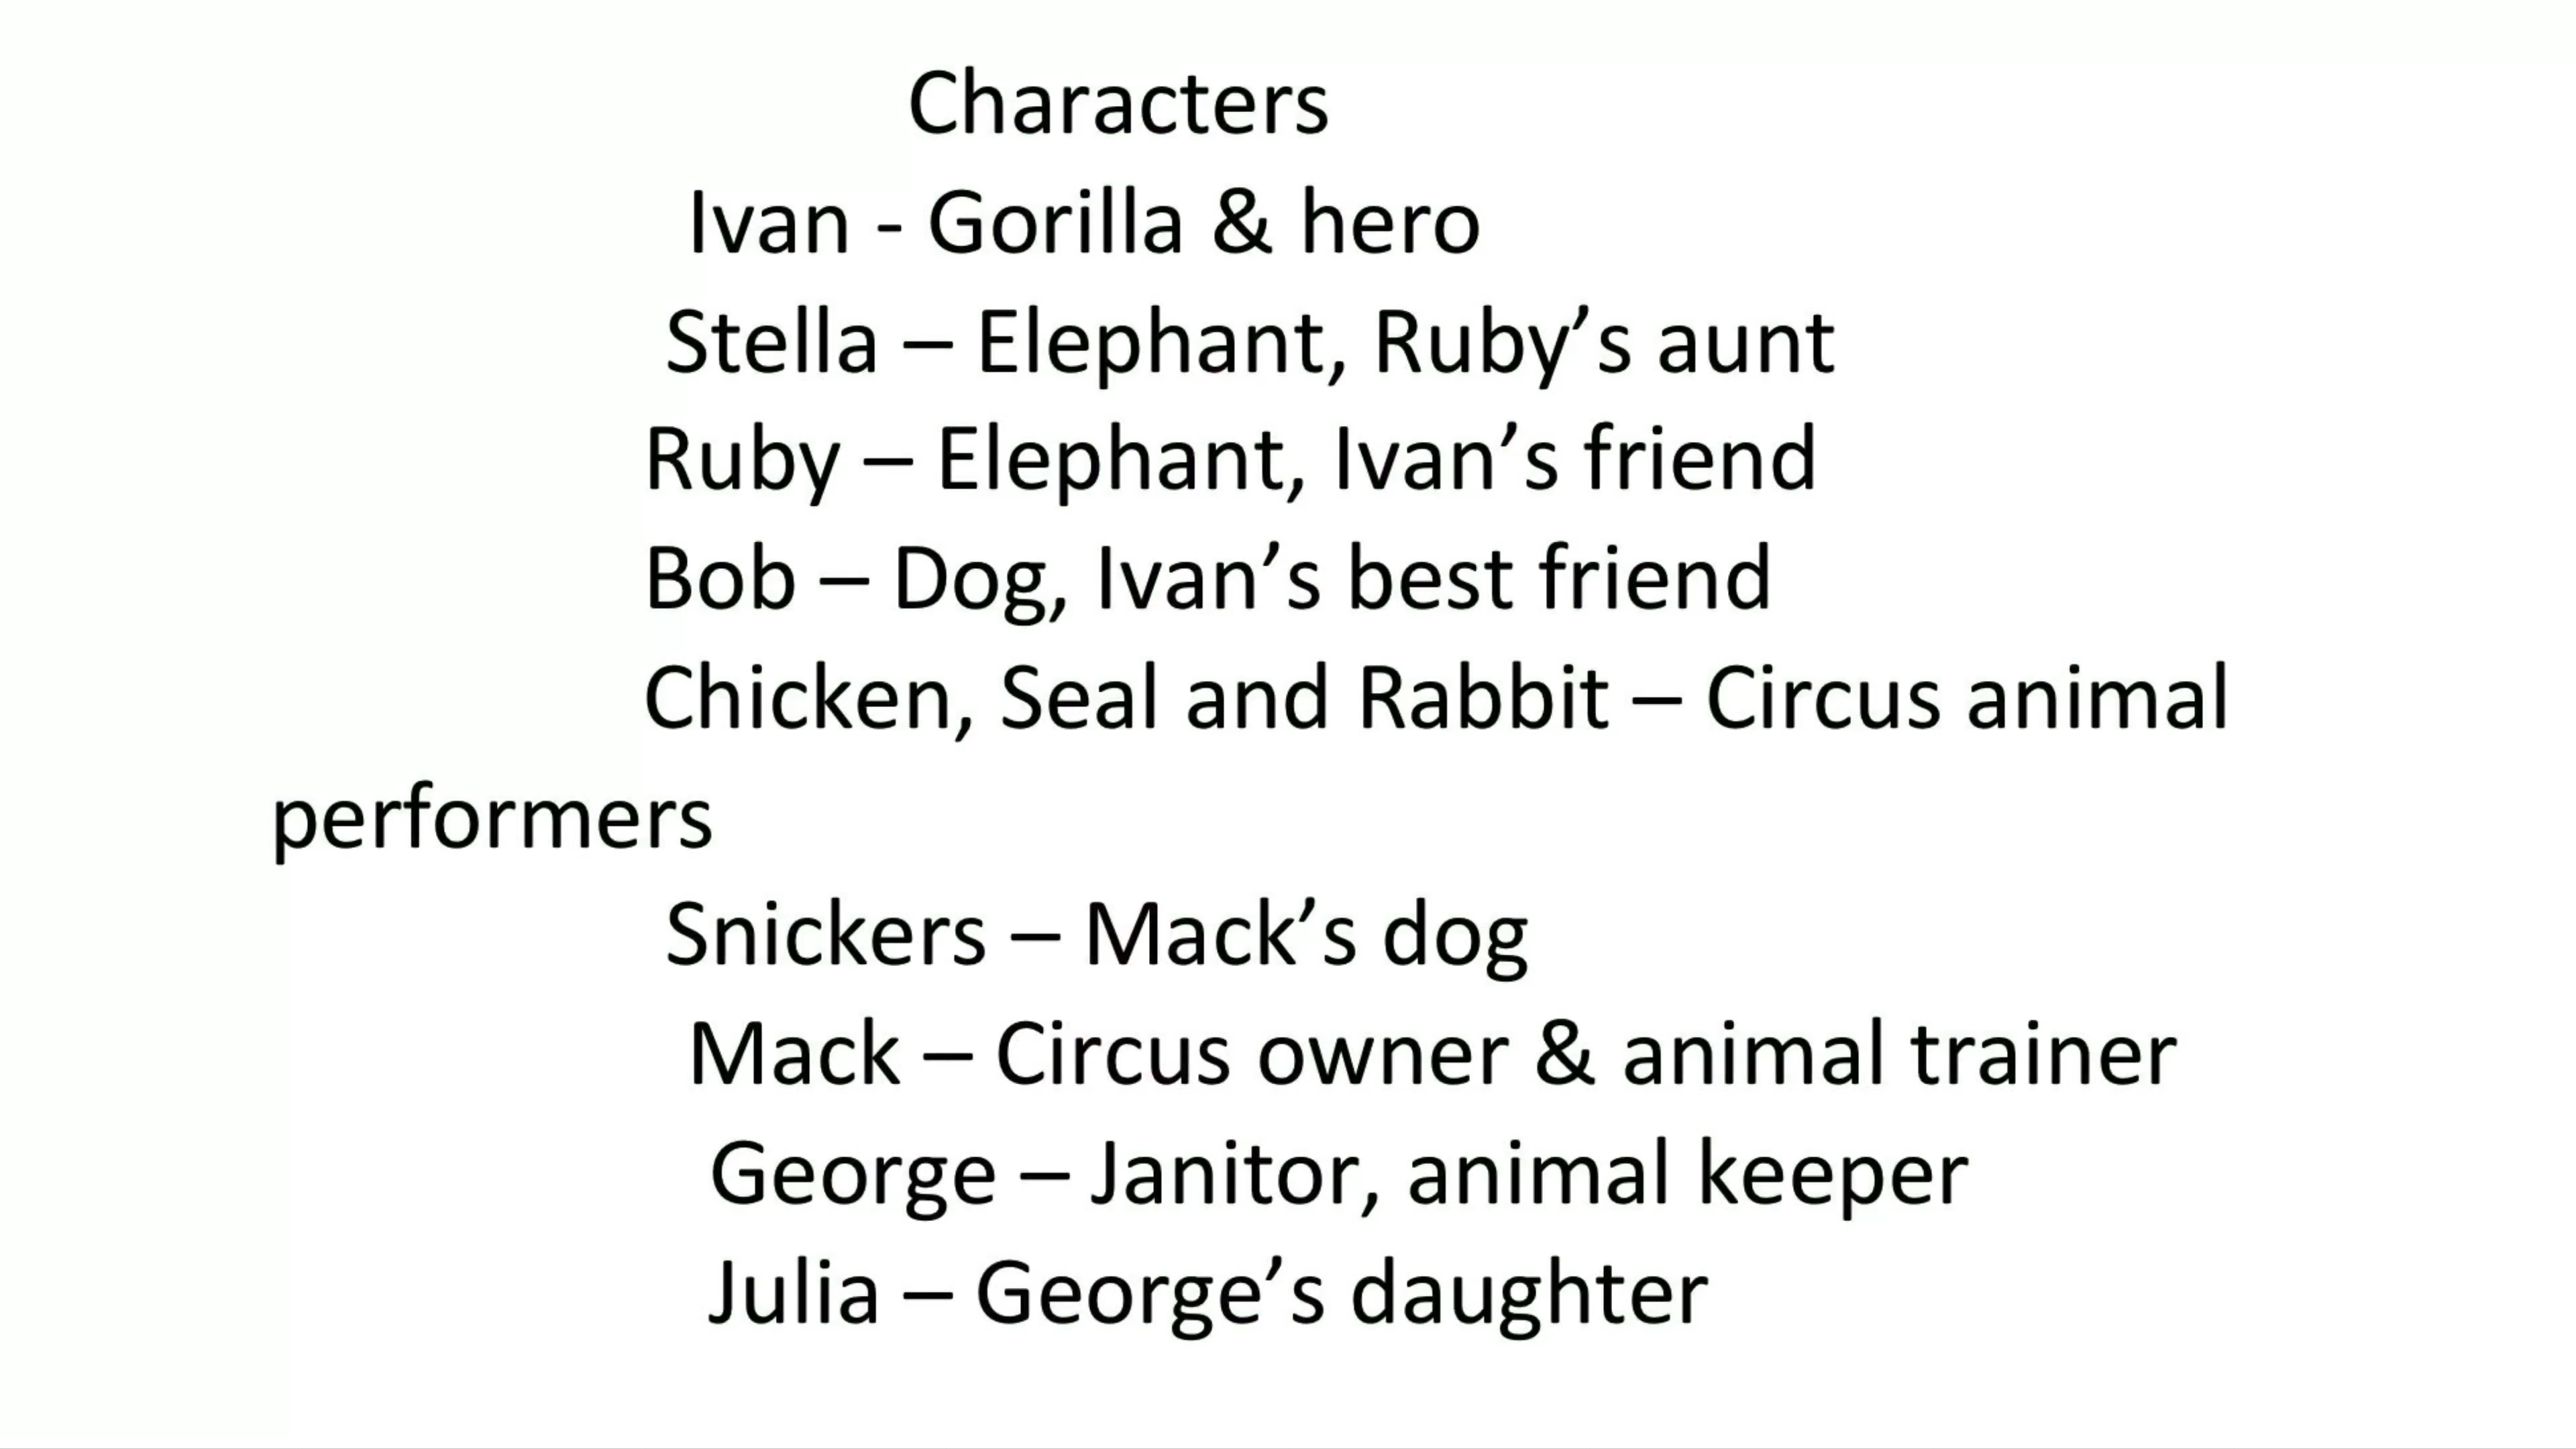 Characters
Ivan - Gorilla & hero
Stella – Elephant, Ruby’s aunt
Ruby – Elephant, Ivan’s friend
Bob – Dog, Ivan’s best friend
Chicken, Seal and Rabbit – Circus animal
performers
Snickers – Mack’s dog
Mack – Circus owner & animal trainer
George – Janitor, animal keeper
Julia – George’s daughter